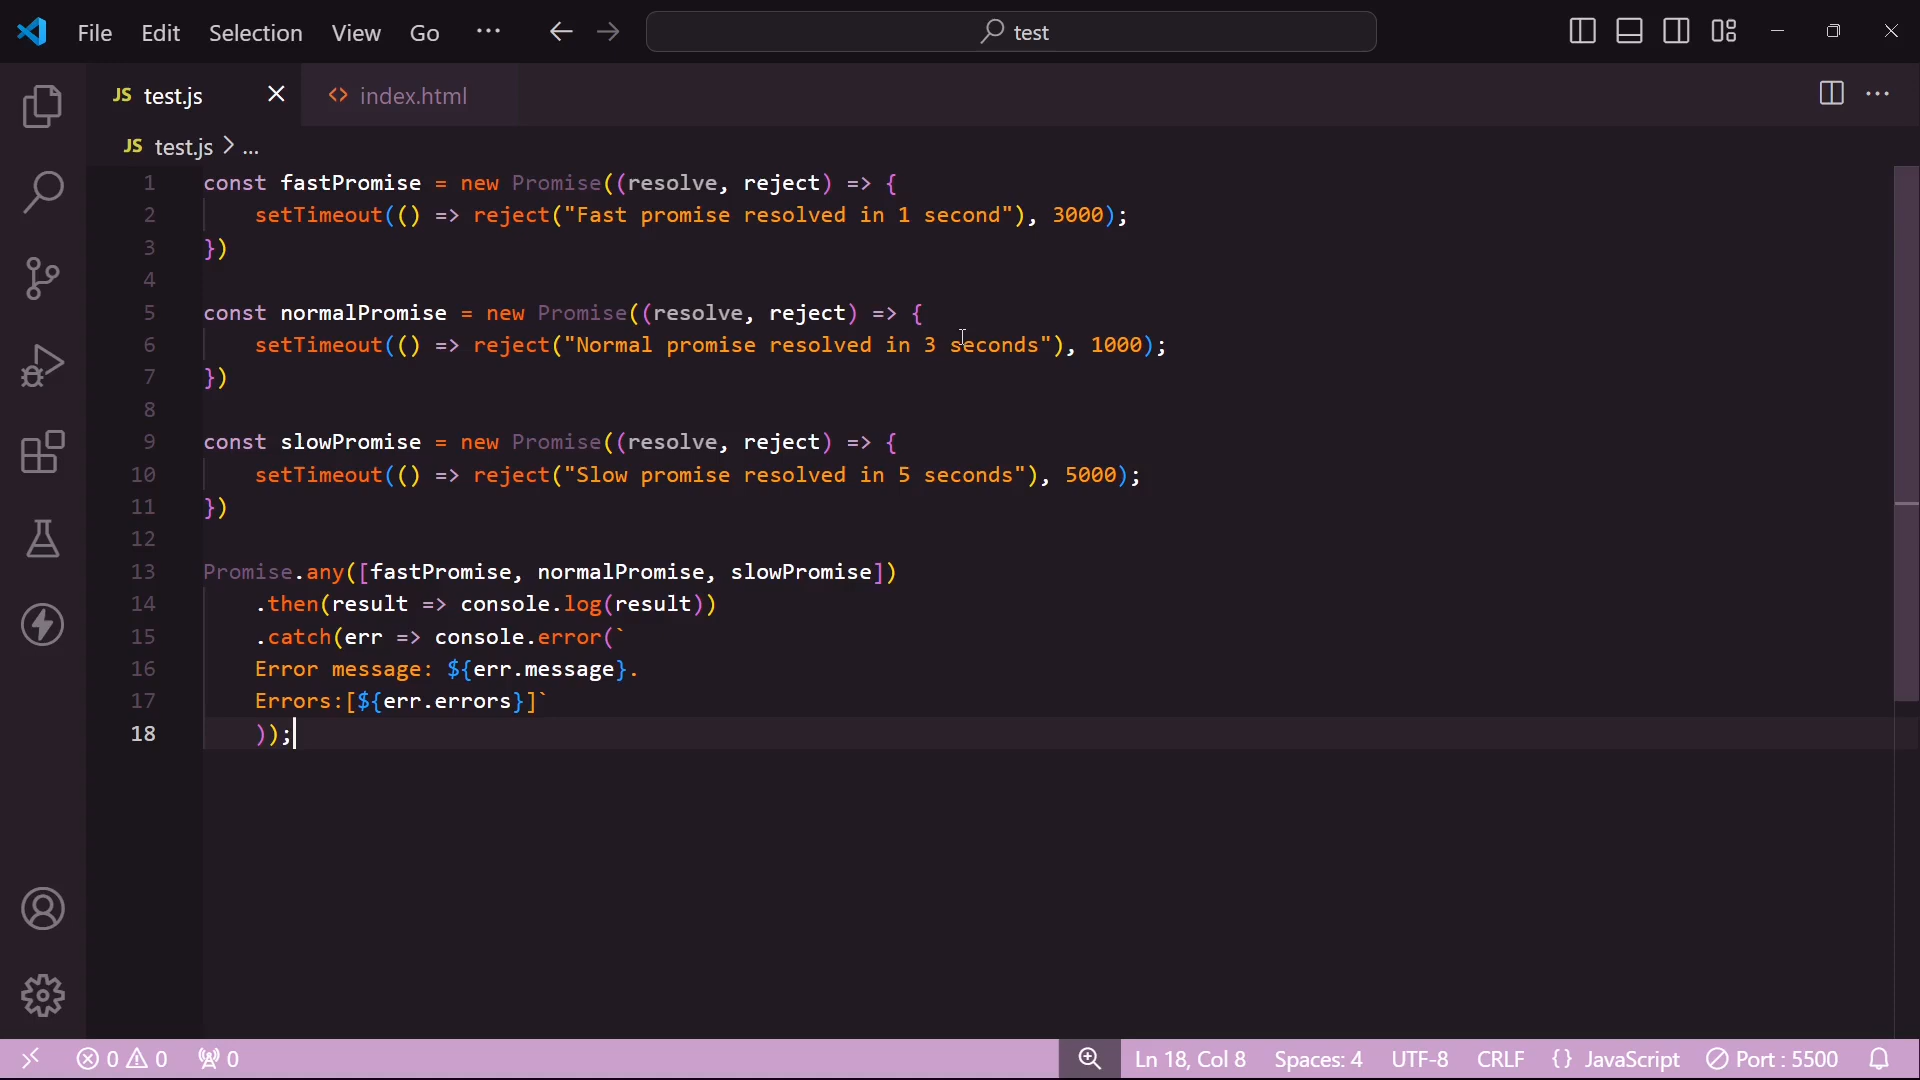 File Edit Selection View Go ··· ← → test
JS test.js × <> index.html ···
JS test.js > ...
1 const fastPromise = new Promise((resolve, reject) => {
2     setTimeout(() => reject("Fast promise resolved in 1 second"), 3000);
3 })
4
5 const normalPromise = new Promise((resolve, reject) => {
6     setTimeout(() => reject("Normal promise resolved in 3 seconds"), 1000);
7 })
8
9 const slowPromise = new Promise((resolve, reject) => {
10     setTimeout(() => reject("Slow promise resolved in 5 seconds"), 5000);
11 })
12
13 Promise.any([fastPromise, normalPromise, slowPromise])
14     .then(result => console.log(result))
15     .catch(err => console.error(`
16     Error message: ${err.message}.
17     Errors:[${err.errors}]`
18     ));
0 0 0 Ln 18, Col 8 Spaces: 4 UTF-8 CRLF {} JavaScript Port : 5500